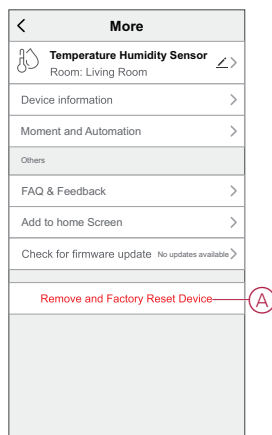 More
Temperature Humidity Sensor
Room: Living Room
Device information
Moment and Automation
Others
FAQ & Feedback
Add to home Screen
Check for firmware update No updates available
Remove and Factory Reset Device
A